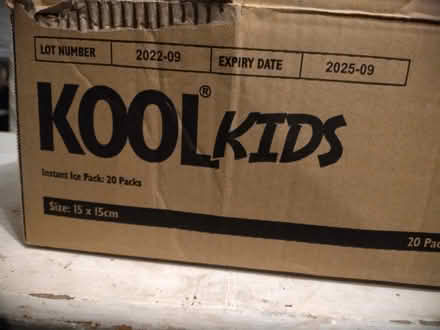 LOT NUMBER 2022-09 EXPIRY DATE 2025-09
KOOL® KIDS
Instant Ice Pack: 20 Packs
Size: 15 x 15cm
20